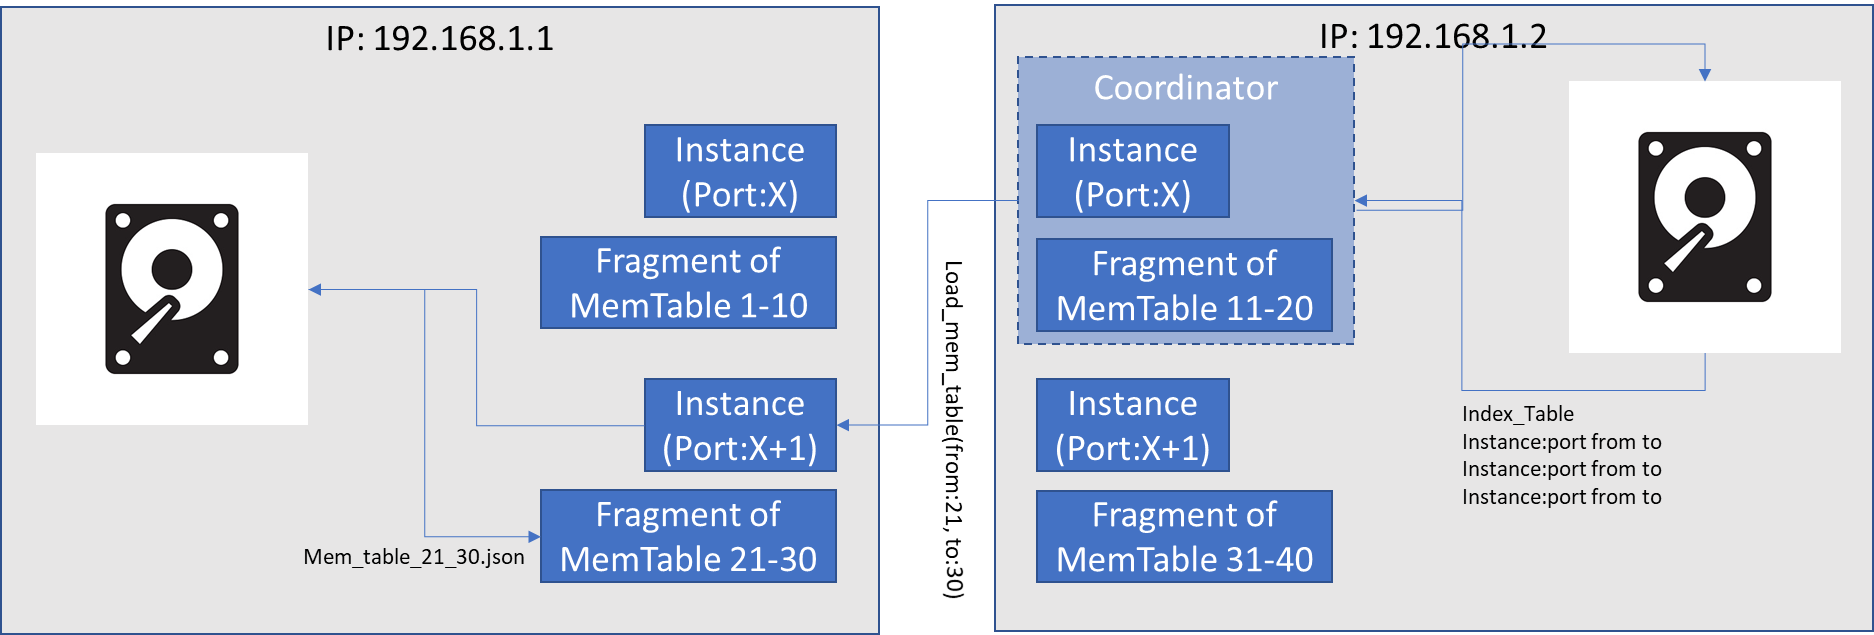 IP: 192.168.1.1
Instance
(Port:X)
Fragment of
MemTable 1-10
Instance
(Port:X+1)
Fragment of
MemTable 21-30
Mem_table_21_30.json
Load_mem_table(from:21, to:30)
IP: 192.168.1.2
Coordinator
Instance
(Port:X)
Fragment of
MemTable 11-20
Instance
(Port:X+1)
Fragment of
MemTable 31-40
Index_Table
Instance:port from to
Instance:port from to
Instance:port from to